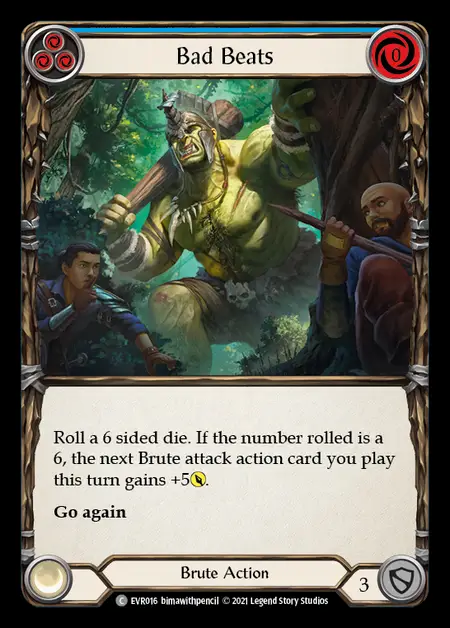 Bad Beats
0
Roll a 6 sided die. If the number rolled is a
6, the next Brute attack action card you play
this turn gains +5.
Go again
Brute Action
3
C EVR016 bimawithpencil © 2021 Legend Story Studios